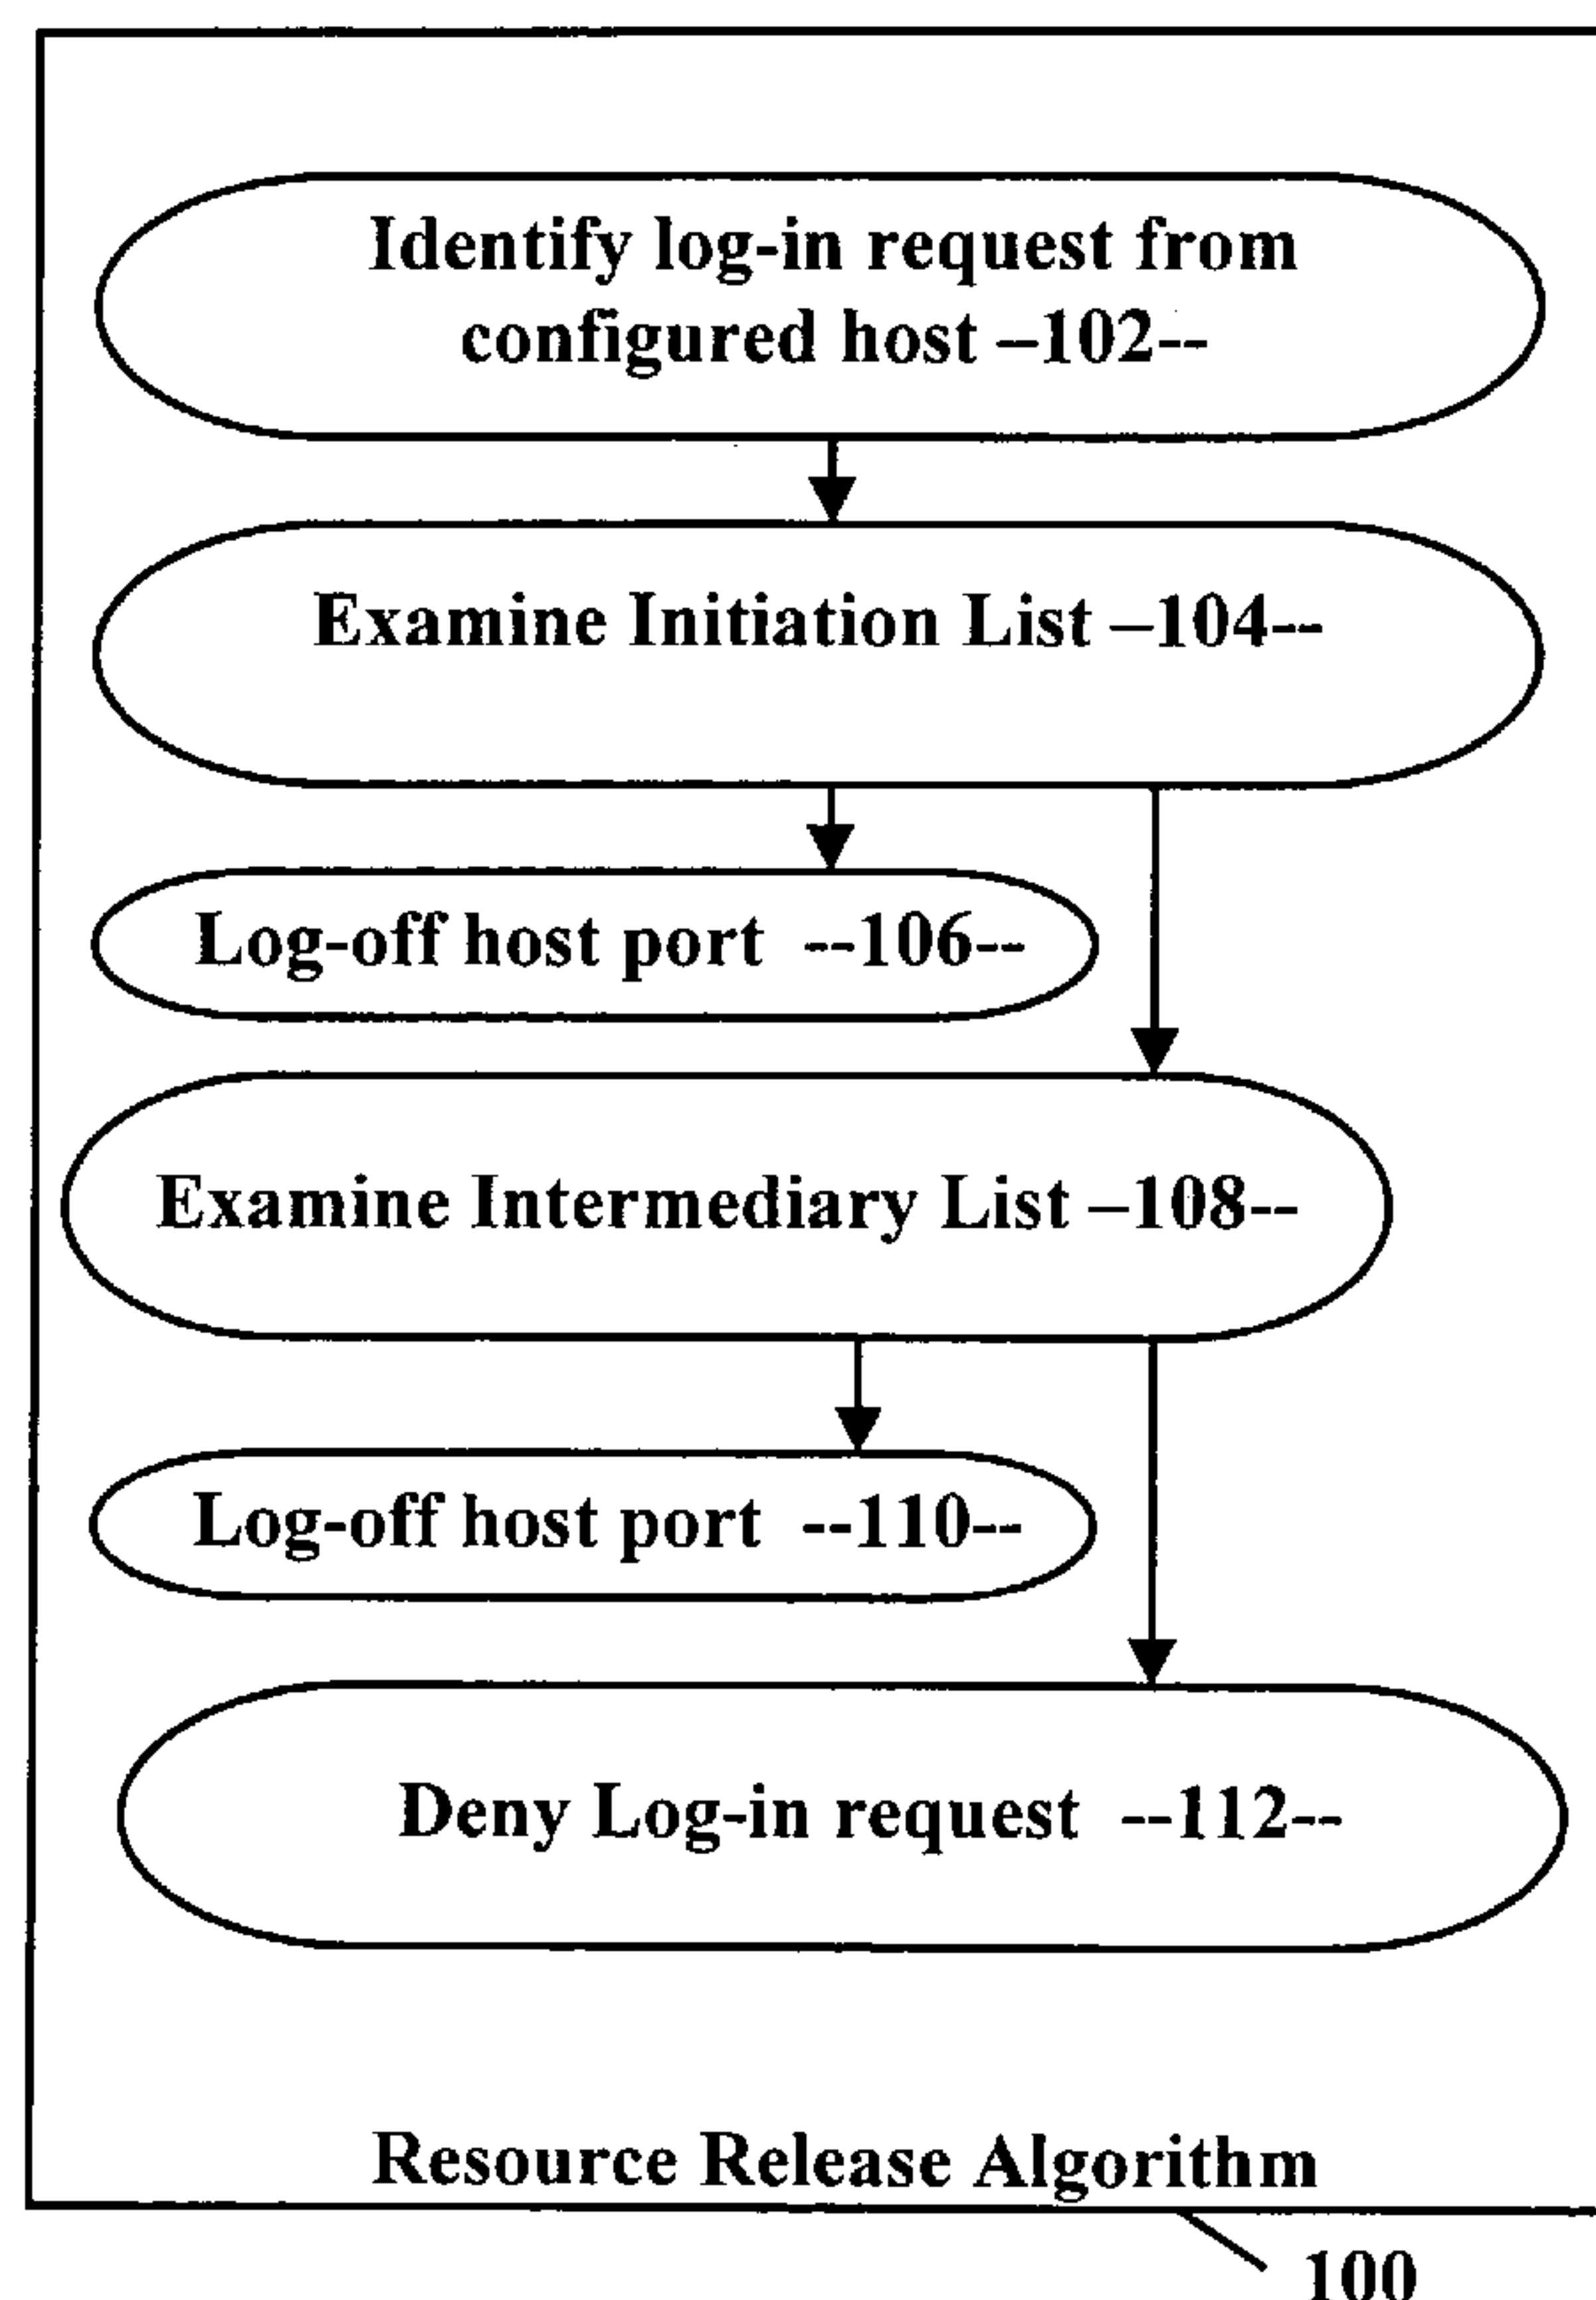 Identify log-in request from
configured host –102--
Examine Initiation List –104--
Log-off host port --106--
Examine Intermediary List –108--
Log-off host port --110--
Deny Log-in request --112--
Resource Release Algorithm
100